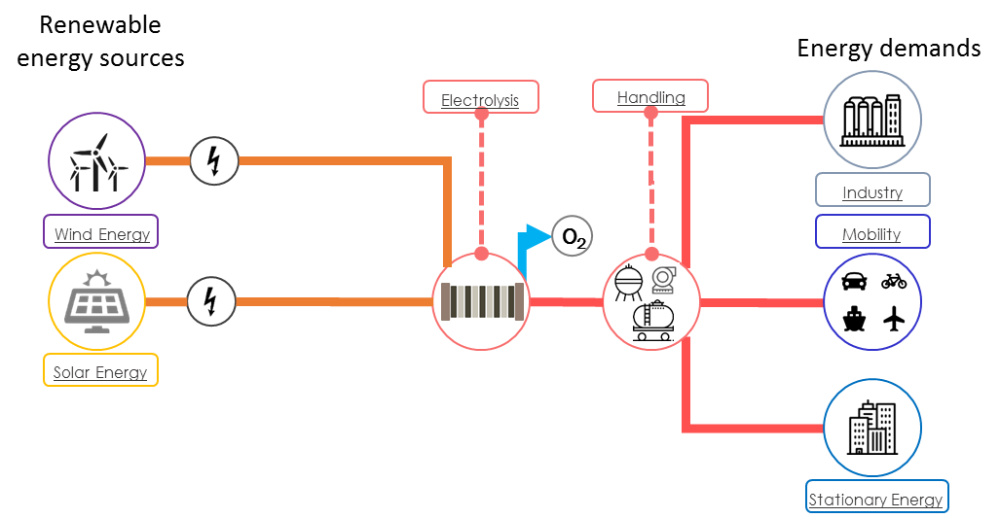 Renewable
energy sources
Energy demands
Electrolysis
Handling
Industry
Wind Energy
Mobility
O2
Solar Energy
Stationary Energy